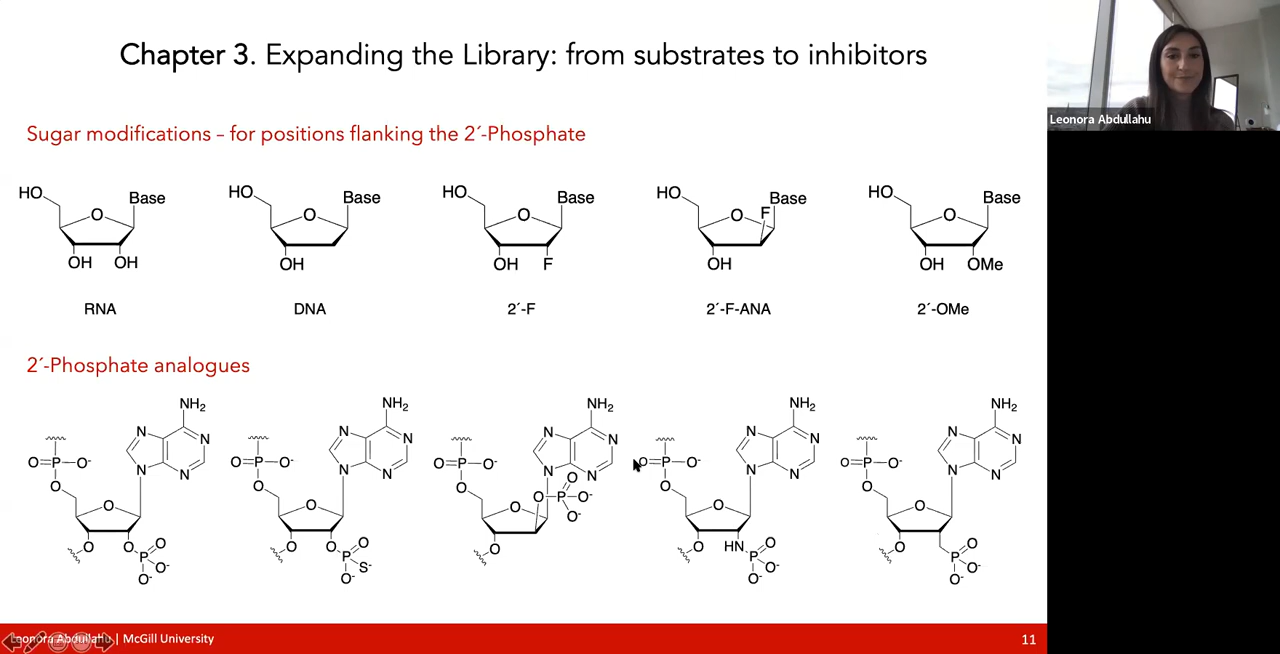 Chapter 3. Expanding the Library: from substrates to inhibitors
Leonora Abdullahu
Sugar modifications – for positions flanking the 2´-Phosphate
HO Base O OH OH
HO Base O OH
HO Base O OH F
HO Base F O OH
HO Base O OH OMe
RNA DNA 2´-F 2´-F-ANA 2´-OMe
2´-Phosphate analogues
NH2 N N N N O=P-O- O O O O P O O- O-
NH2 N N N N O=P-O- O O O O P O S- O-
NH2 N N N N O=P-O- O O O O P O O- O-
NH2 N N N N O=P-O- O O O HN P O O- O-
NH2 N N N N O=P-O- O O O P O O- O-
Leonora Abdullahu | McGill University
11